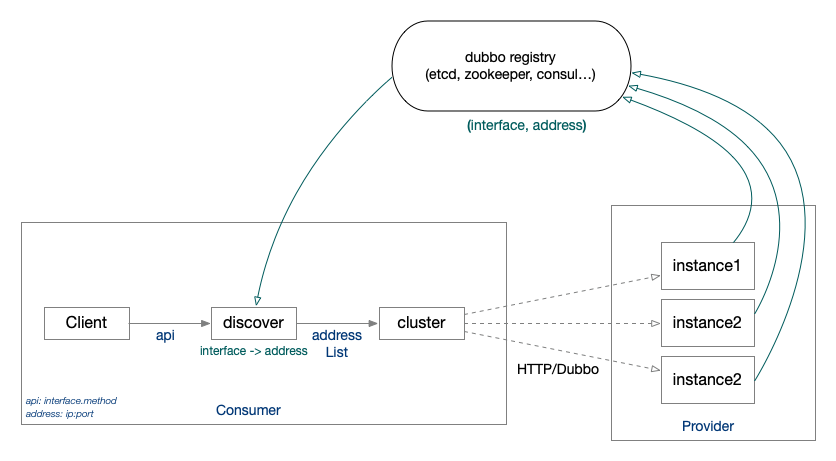 dubbo registry
(etcd, zookeeper, consul...)
(interface, address)
instance1
Client
api
discover
interface -> address
address
List
cluster
instance2
HTTP/Dubbo
instance2
api: interface.method
address: ip:port
Consumer
Provider